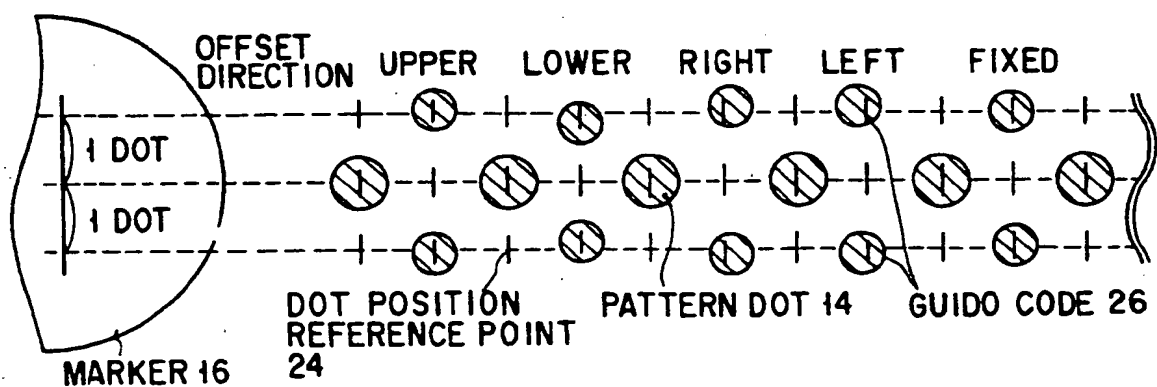 OFFSET
DIRECTION UPPER LOWER RIGHT LEFT FIXED
1 DOT
1 DOT
DOT POSITION
REFERENCE POINT
24
PATTERN DOT 14
GUIDO CODE 26
MARKER 16